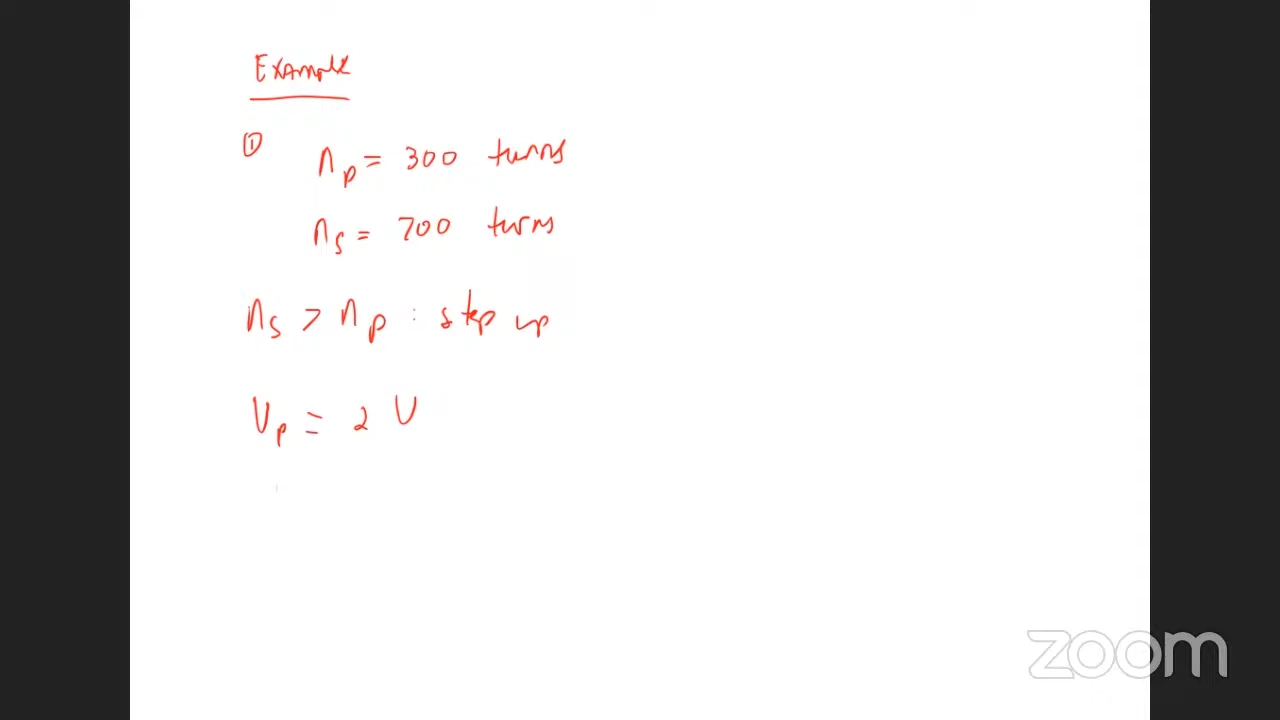 Example
① np = 300 turns
ns = 700 turns
ns > np : step up
Vp = 2 V
zoom